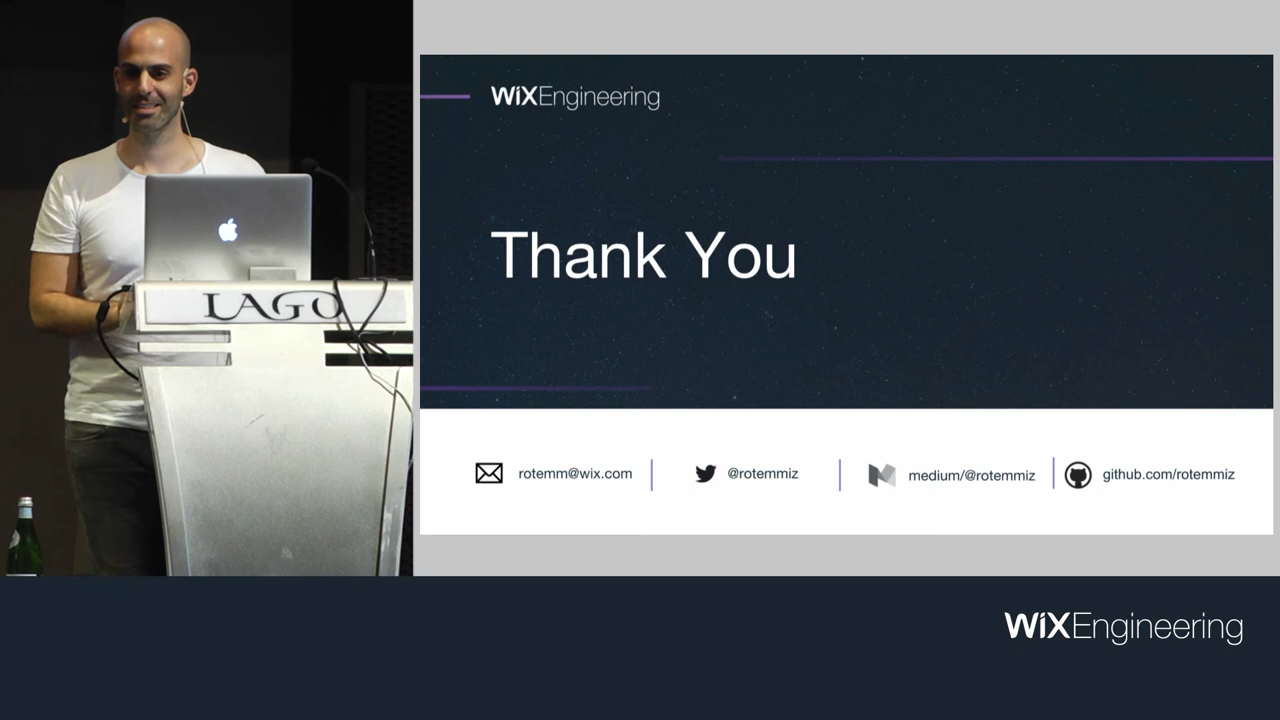 WiXEngineering
Thank You
rotemm@wix.com
@rotemmiz
medium/@rotemmiz
github.com/rotemmiz
LAGO
WiXEngineering